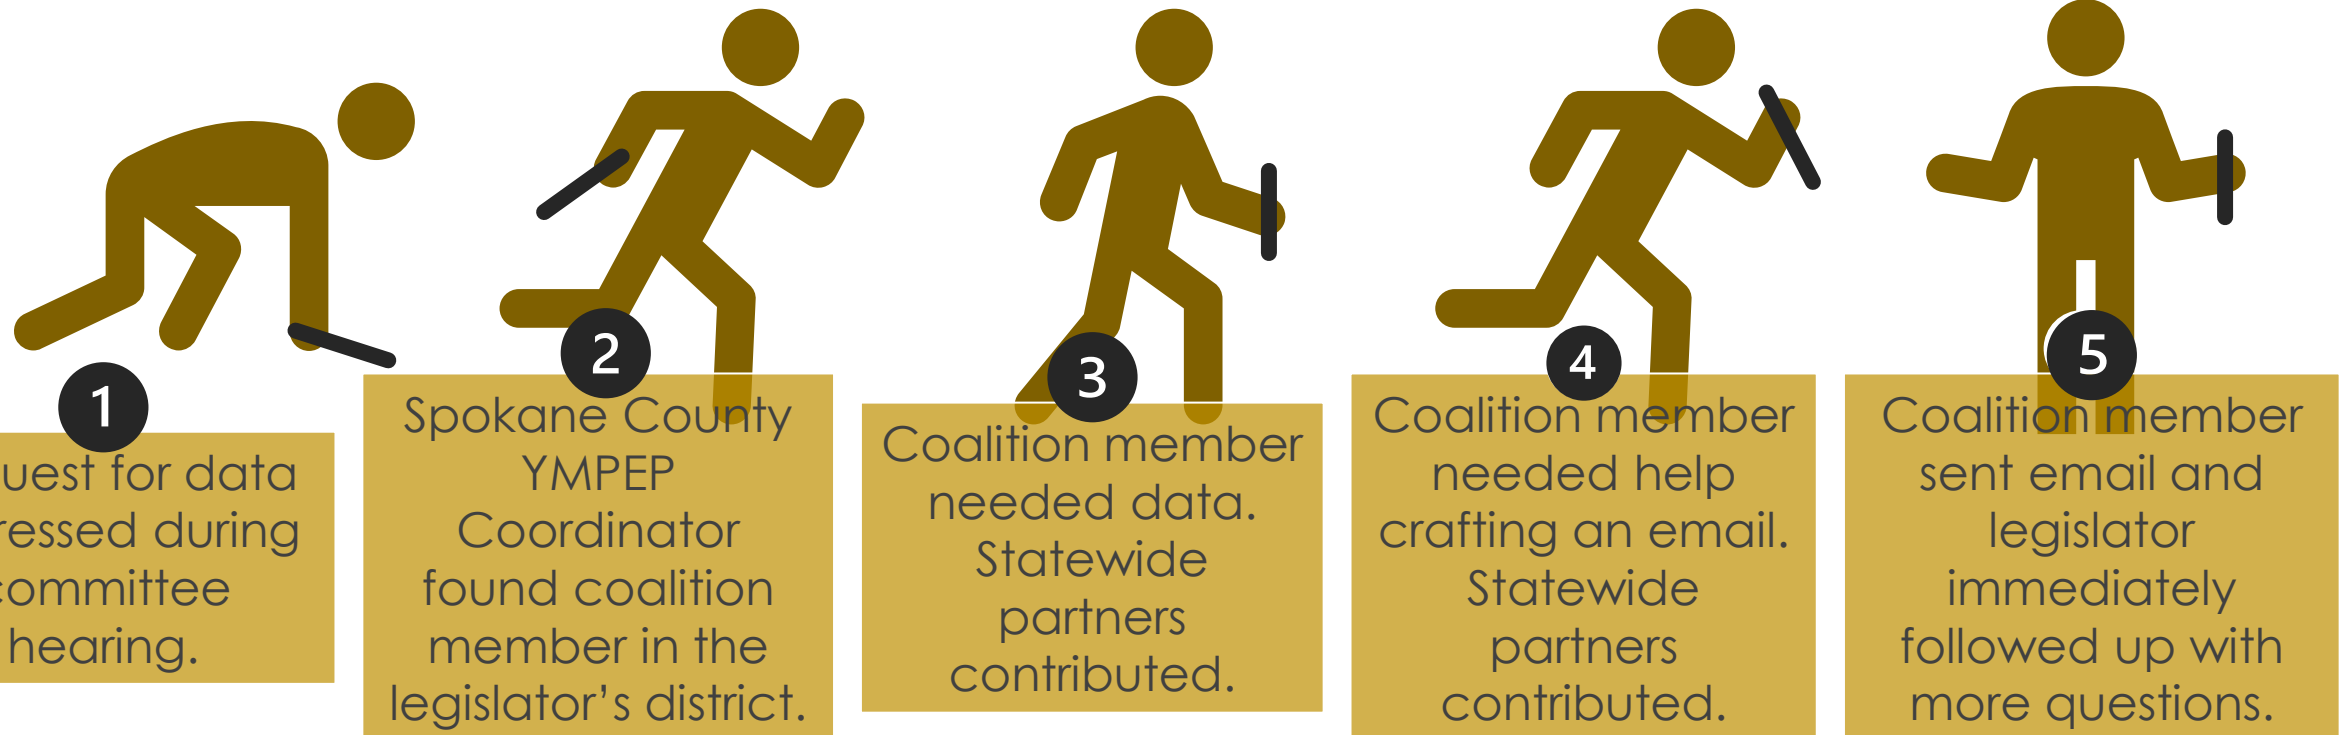 1
uest for data
ressed during
committee
hearing.
2
Spokane County
YMPEP
Coordinator
found coalition
member in the
legislator’s district.
3
Coalition member
needed data.
Statewide
partners
contributed.
4
Coalition member
needed help
crafting an email.
Statewide
partners
contributed.
5
Coalition member
sent email and
legislator
immediately
followed up with
more questions.